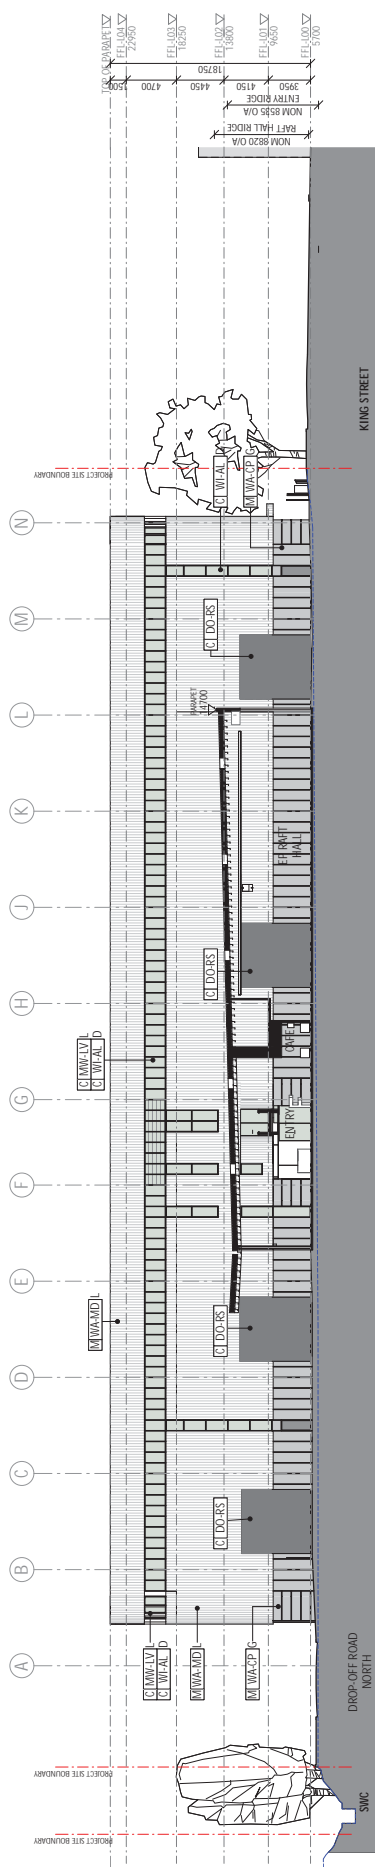 TOP OF PARAPET
FFL-L04
22950
FFL-L03
18250
FFL-L02
13800
FFL-L01
9650
FFL-L00
5700
18750
1500
4700
4450
4150
3950
NOM 8535 O/A
ENTRY RIDGE
NOM 8820 O/A
RAFT HALL RIDGE
PROJECT SITE BOUNDARY
KING STREET
N
M
L
K
J
H
G
F
E
D
C
B
A
C WI-AL D
M WA-CP G
C DO-RS
PARAPET
14700
EF RAFT
HALL
C DO-RS
C MW-LV L
C WI-AL D
CAFE
ENTRY
M WA-MD L
C DO-RS
C DO-RS
C MW-LV L
C WI-AL D
M WA-MD L
M WA-CP G
DROP-OFF ROAD
NORTH
PROJECT SITE BOUNDARY
PROJECT SITE BOUNDARY
SWC